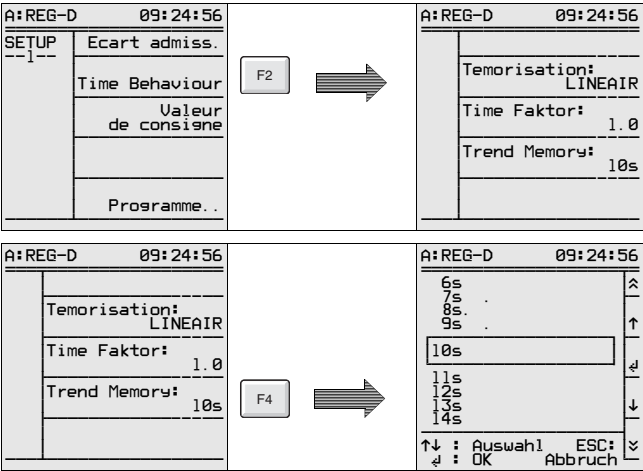 A:REG-D 09:24:56
SETUP
--1--
Ecart admiss.
Time Behaviour
Valeur
de consigne
Programme..
F2
A:REG-D 09:24:56
Temorisation:
LINEAIR
Time Faktor:
1.0
Trend Memory:
10s
A:REG-D 09:24:56
Temorisation:
LINEAIR
Time Faktor:
1.0
Trend Memory:
10s
F4
A:REG-D 09:24:56
6s
7s .
8s.
9s .
10s
11s
12s
13s
14s
↑↓ : Auswahl ESC:
↲ : OK Abbruch